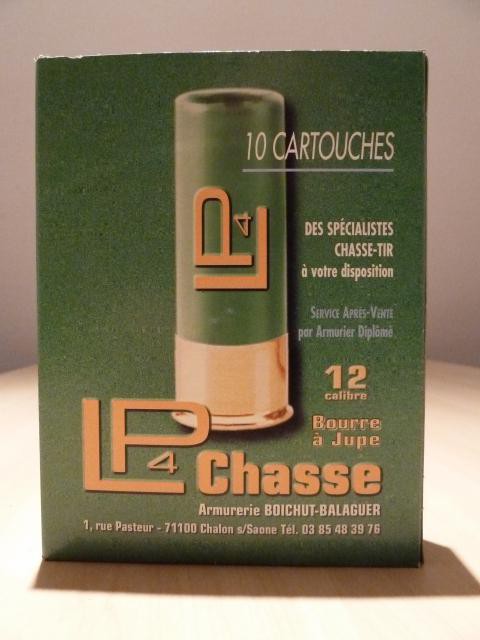 10 CARTOUCHES
LP4
DES SPÉCIALISTES
CHASSE-TIR
à votre disposition
SERVICE APRÈS-VENTE
par Armurier Diplômé
12
calibre
Bourre
à Jupe
LP4 Chasse
Armurerie BOICHUT-BALAGUER
1, rue Pasteur - 71100 Chalon s/Saone Tél. 03 85 48 39 76